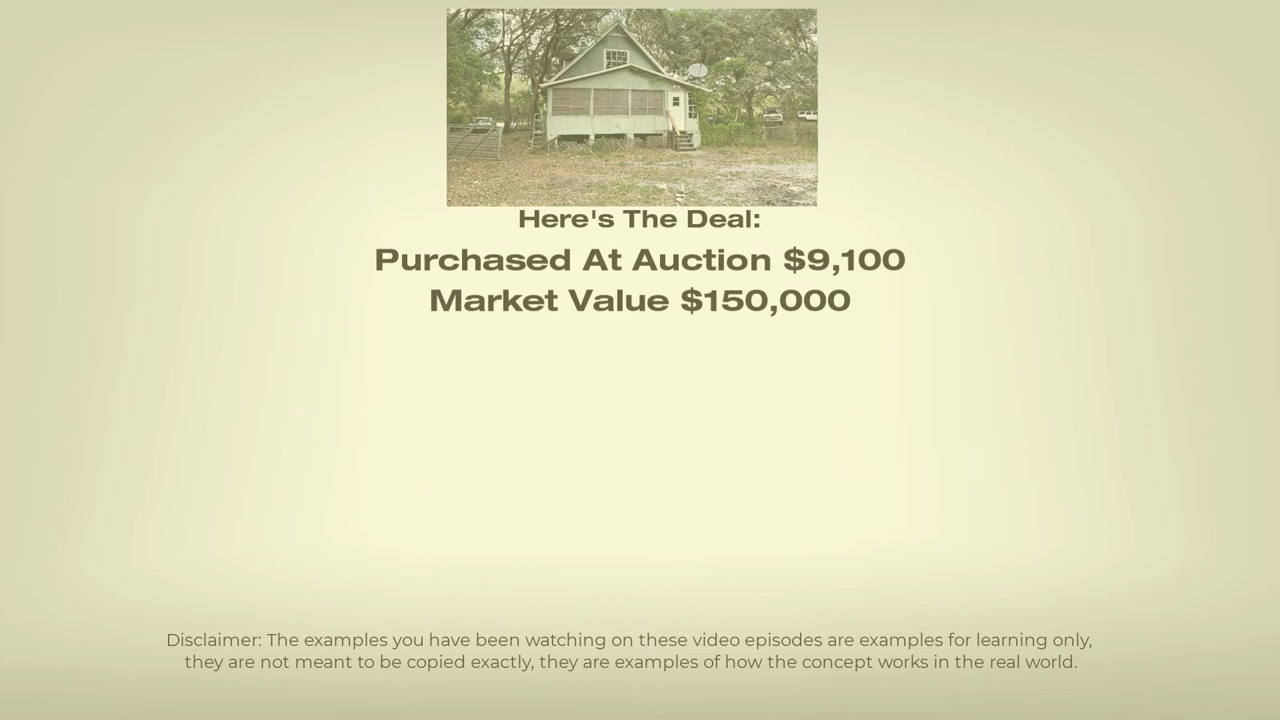 Here's The Deal:
Purchased At Auction $9,100
Market Value $150,000
Disclaimer: The examples you have been watching on these video episodes are examples for learning only,
they are not meant to be copied exactly, they are examples of how the concept works in the real world.